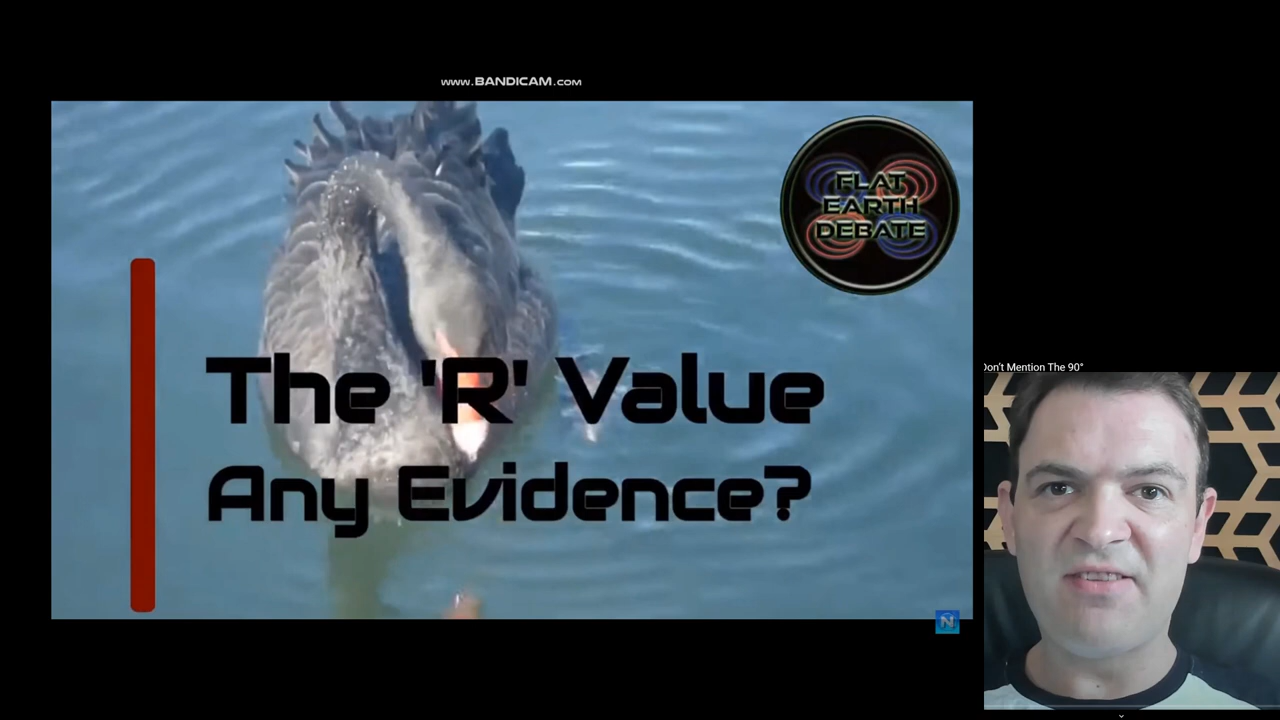 www.BANDICAM.com
FLAT
EARTH
DEBATE
The 'R' Value
Any Evidence?
N
Don't Mention The 90°